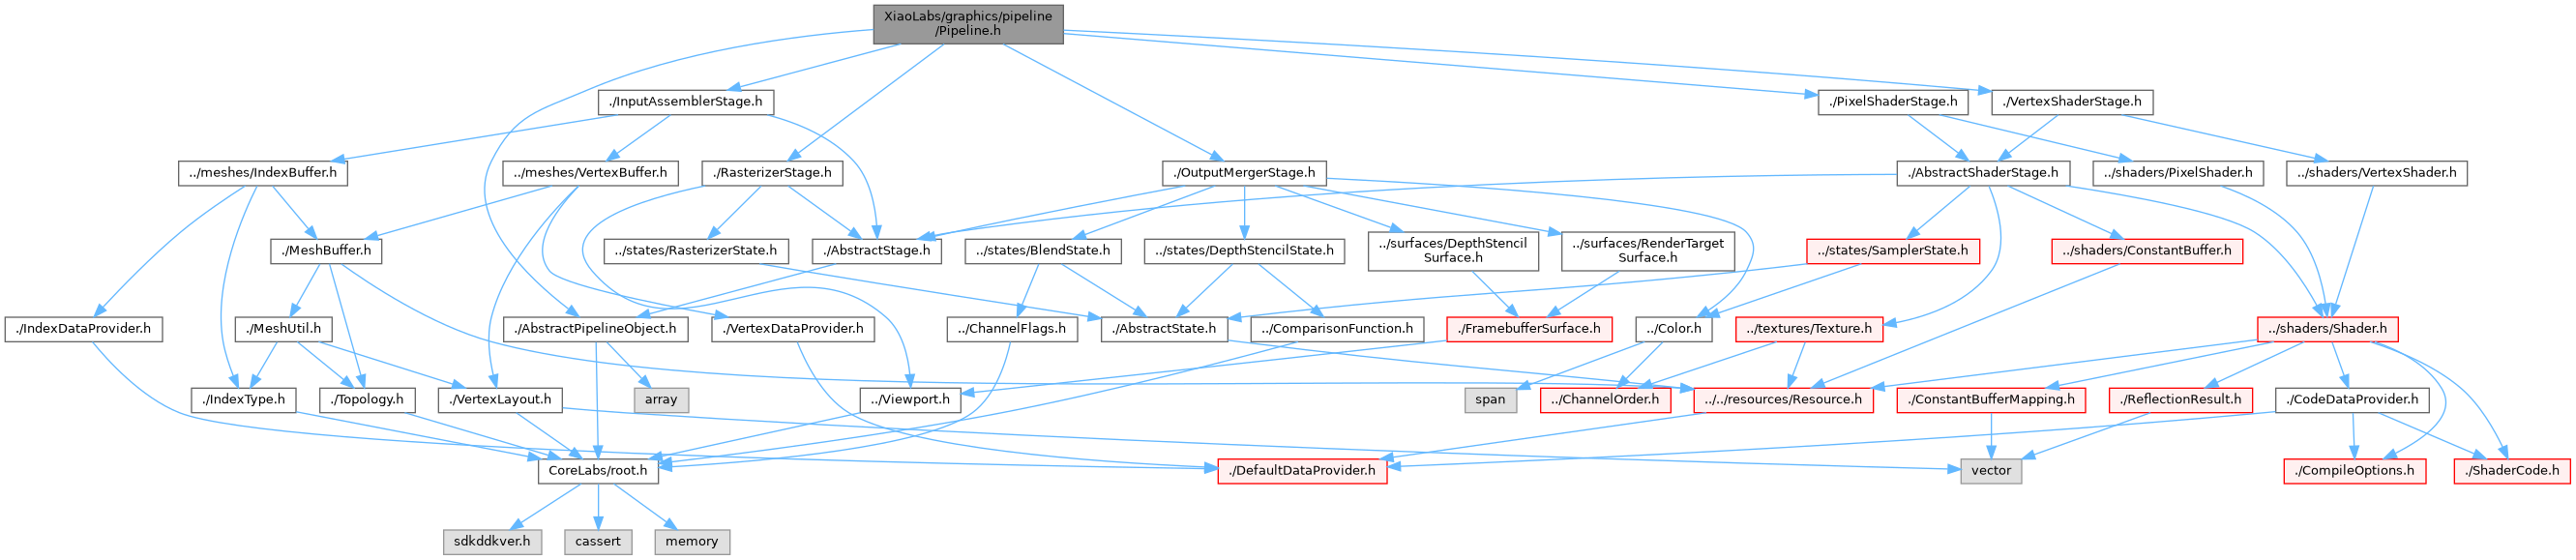 XiaoLabs/graphics/pipeline
/Pipeline.h
./InputAssemblerStage.h
./PixelShaderStage.h
./VertexShaderStage.h
../meshes/IndexBuffer.h
../meshes/VertexBuffer.h
./RasterizerStage.h
./OutputMergerStage.h
./AbstractShaderStage.h
../shaders/PixelShader.h
../shaders/VertexShader.h
./MeshBuffer.h
../states/RasterizerState.h
./AbstractStage.h
../states/BlendState.h
../states/DepthStencilState.h
../surfaces/DepthStencil
Surface.h
../surfaces/RenderTarget
Surface.h
../states/SamplerState.h
../shaders/ConstantBuffer.h
./IndexDataProvider.h
./MeshUtil.h
./AbstractPipelineObject.h
./VertexDataProvider.h
../ChannelFlags.h
./AbstractState.h
../ComparisonFunction.h
./FramebufferSurface.h
../Color.h
../textures/Texture.h
../shaders/Shader.h
./IndexType.h
./Topology.h
./VertexLayout.h
array
../Viewport.h
span
../ChannelOrder.h
../../resources/Resource.h
./ConstantBufferMapping.h
./ReflectionResult.h
./CodeDataProvider.h
CoreLabs/root.h
./DefaultDataProvider.h
vector
./CompileOptions.h
./ShaderCode.h
sdkddkver.h
cassert
memory